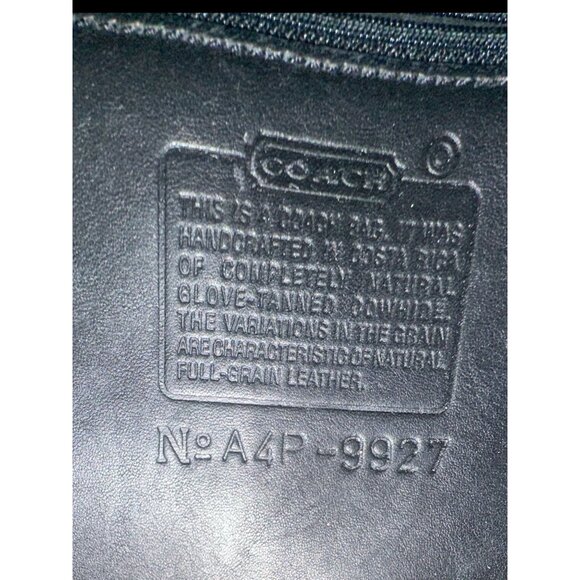 COACH ®
THIS IS A COACH BAG. IT WAS
HANDCRAFTED IN COSTA RICA
OF COMPLETELY NATURAL
GLOVE-TANNED COWHIDE.
THE VARIATIONS IN THE GRAIN
ARE CHARACTERISTIC OF NATURAL
FULL-GRAIN LEATHER.
Nº A4P-9927